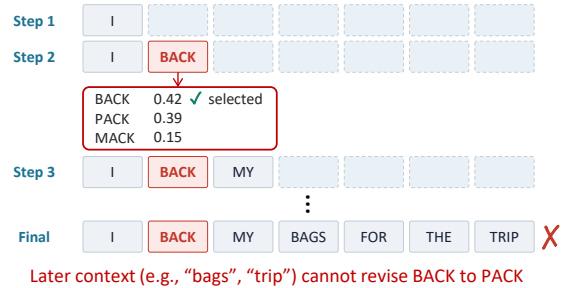 Step 1 I
Step 2 I BACK
BACK 0.42 ✓ selected
PACK 0.39
MACK 0.15
Step 3 I BACK MY
⋮
Final I BACK MY BAGS FOR THE TRIP ✗
Later context (e.g., “bags”, “trip”) cannot revise BACK to PACK